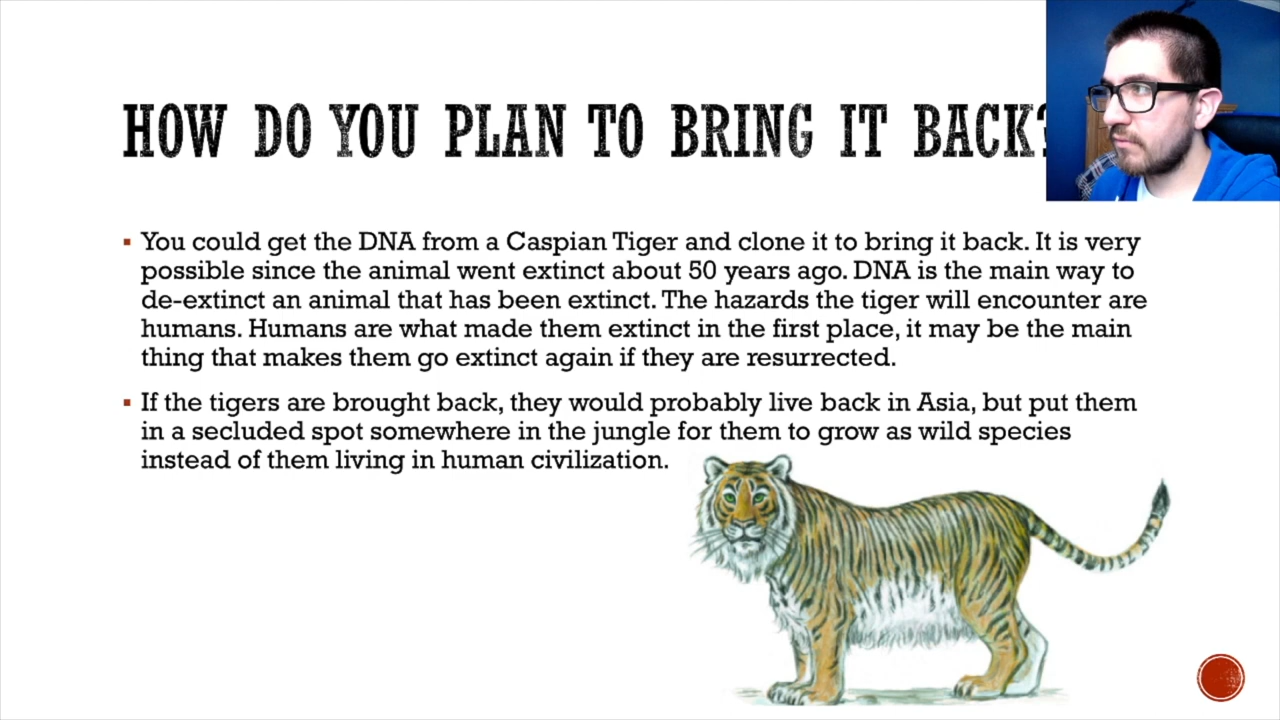 HOW DO YOU PLAN TO BRING IT BACK?
You could get the DNA from a Caspian Tiger and clone it to bring it back. It is very
possible since the animal went extinct about 50 years ago. DNA is the main way to
de-extinct an animal that has been extinct. The hazards the tiger will encounter are
humans. Humans are what made them extinct in the first place, it may be the main
thing that makes them go extinct again if they are resurrected.
If the tigers are brought back, they would probably live back in Asia, but put them
in a secluded spot somewhere in the jungle for them to grow as wild species
instead of them living in human civilization.